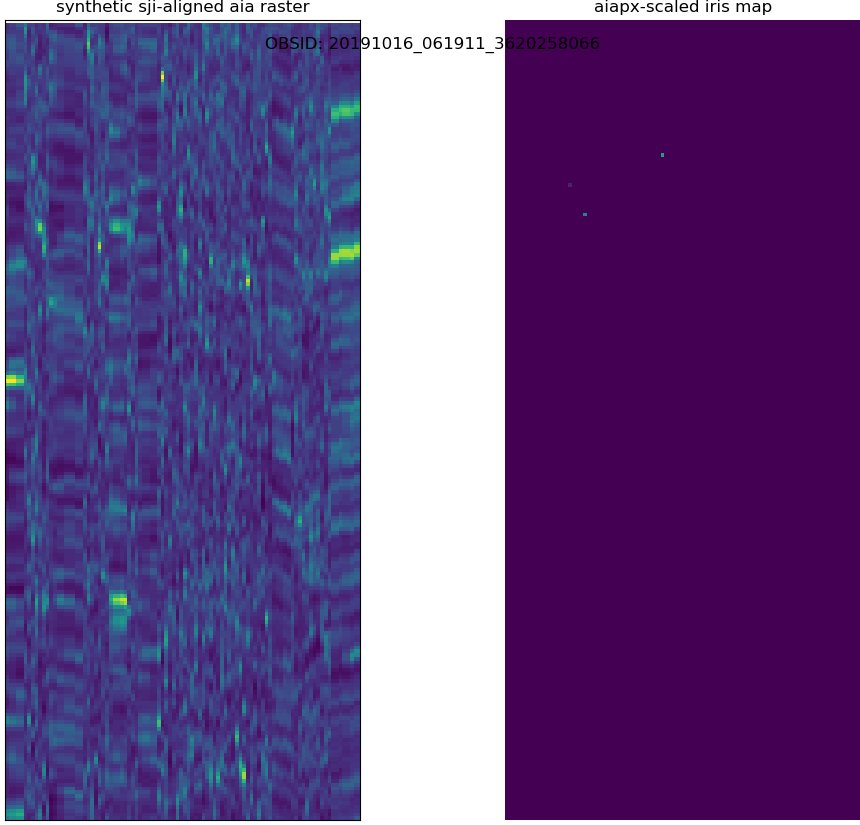 synthetic sji-aligned aia raster
aiapx-scaled iris map
OBSID: 20191016_061911_3620258066